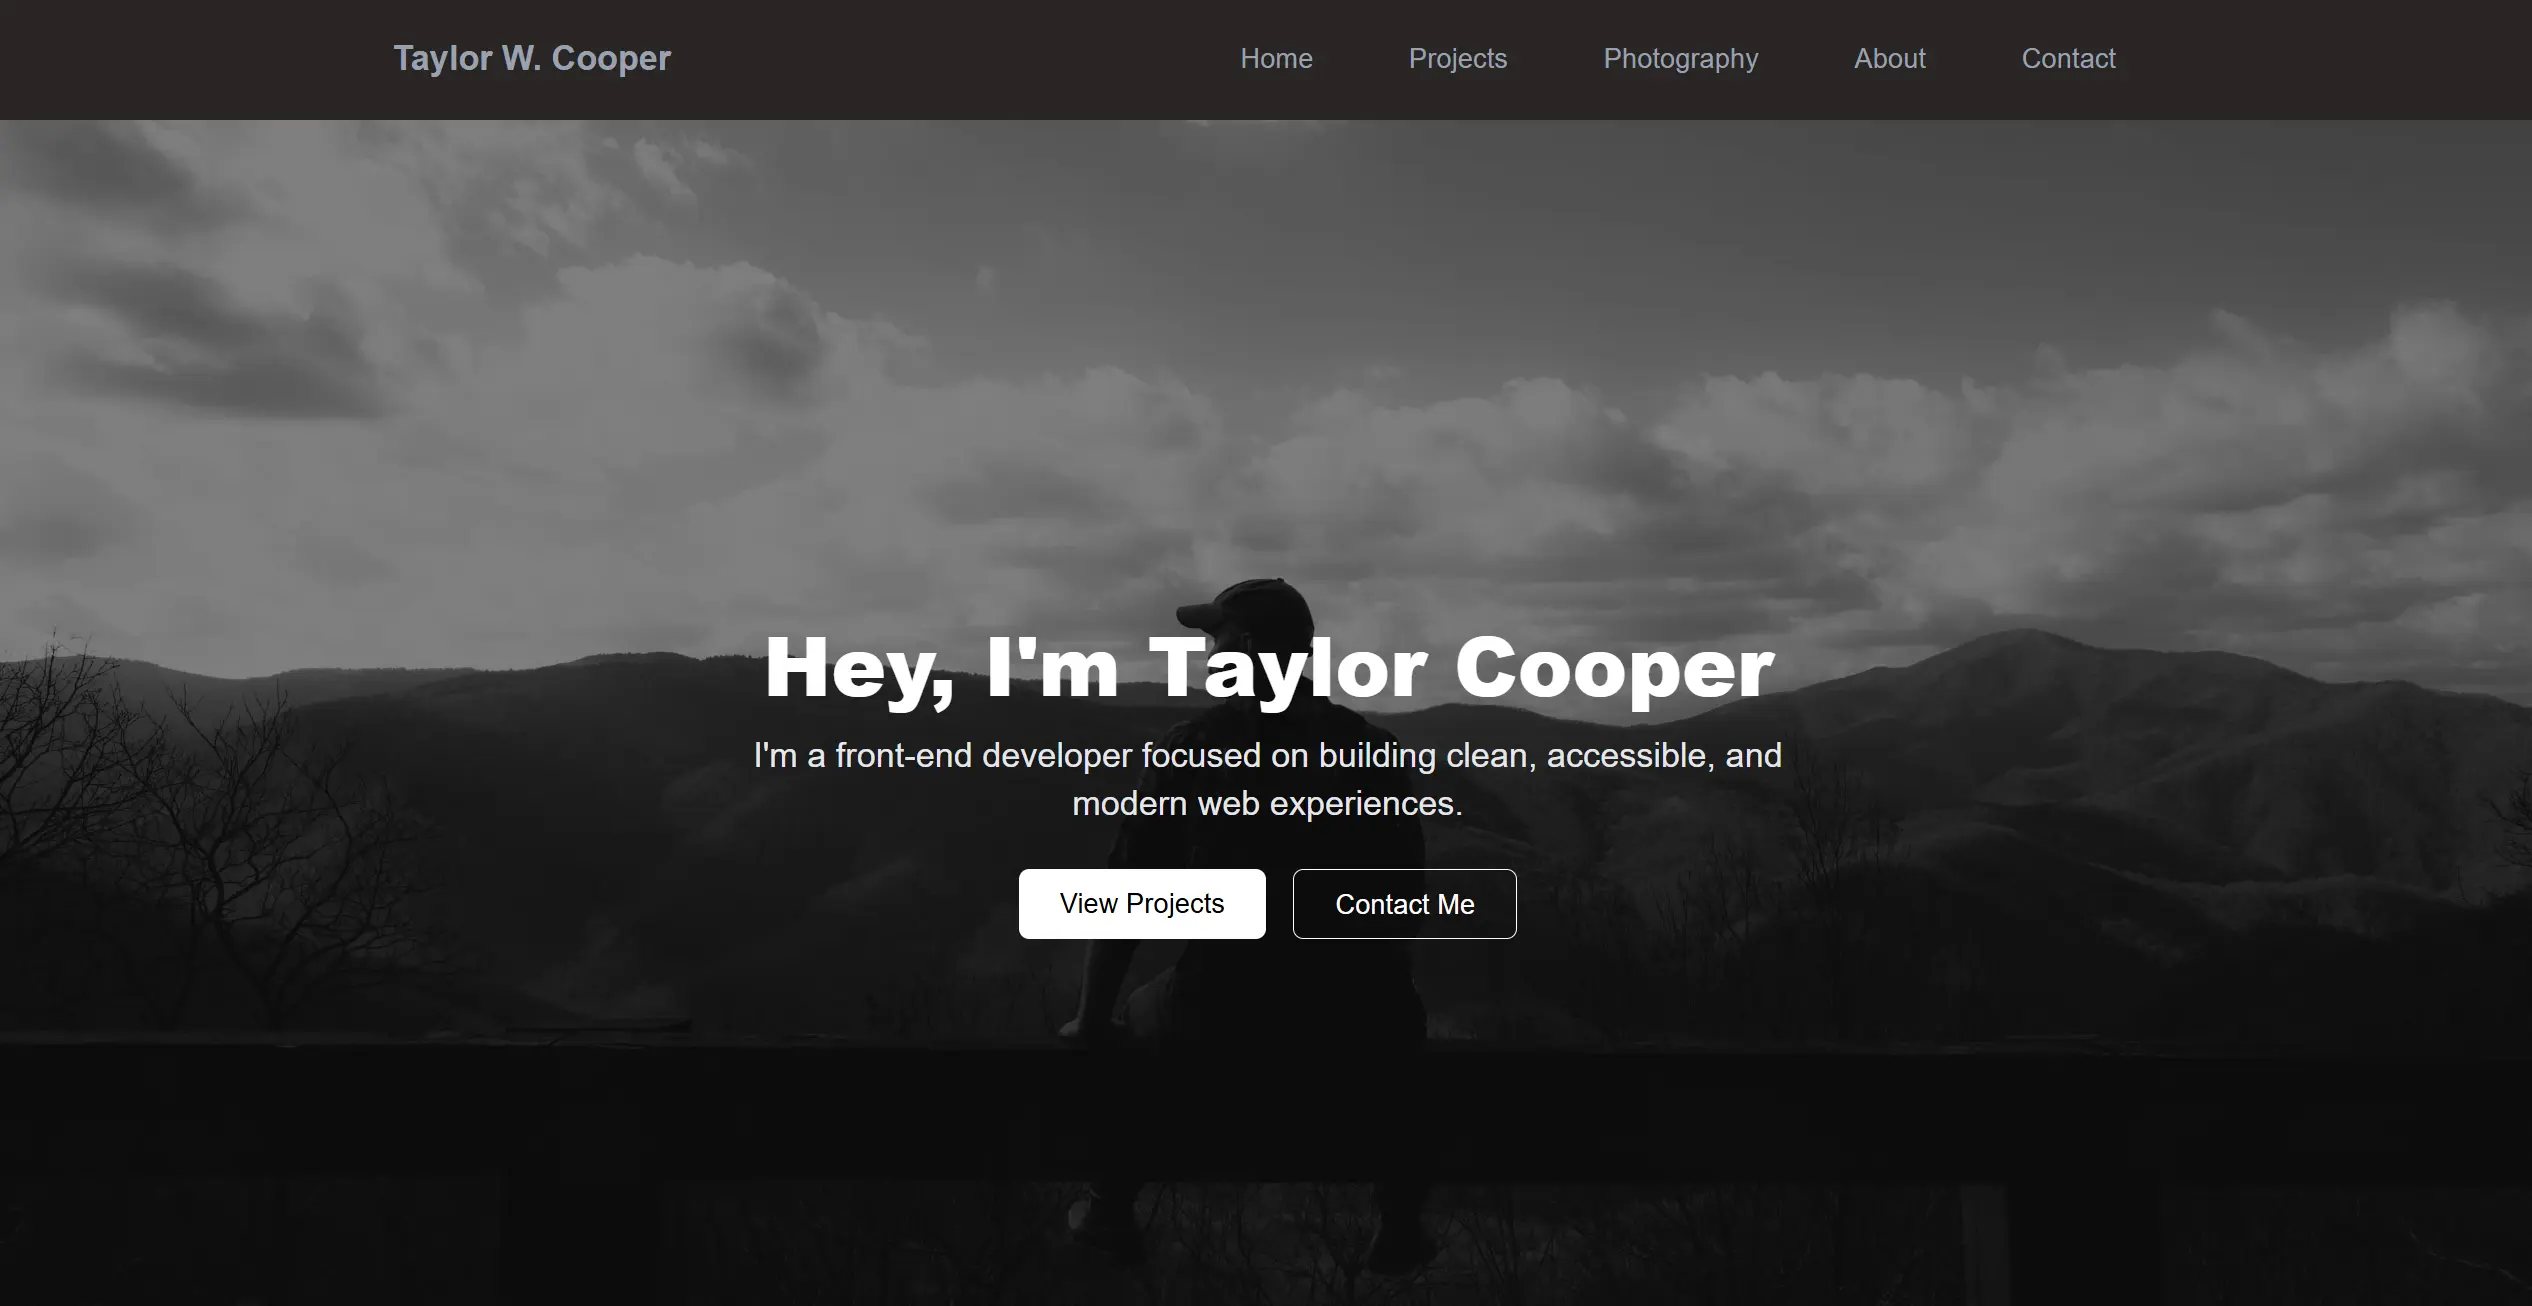 Taylor W. Cooper
Home
Projects
Photography
About
Contact
Hey, I'm Taylor Cooper
I'm a front-end developer focused on building clean, accessible, and
modern web experiences.
View Projects
Contact Me